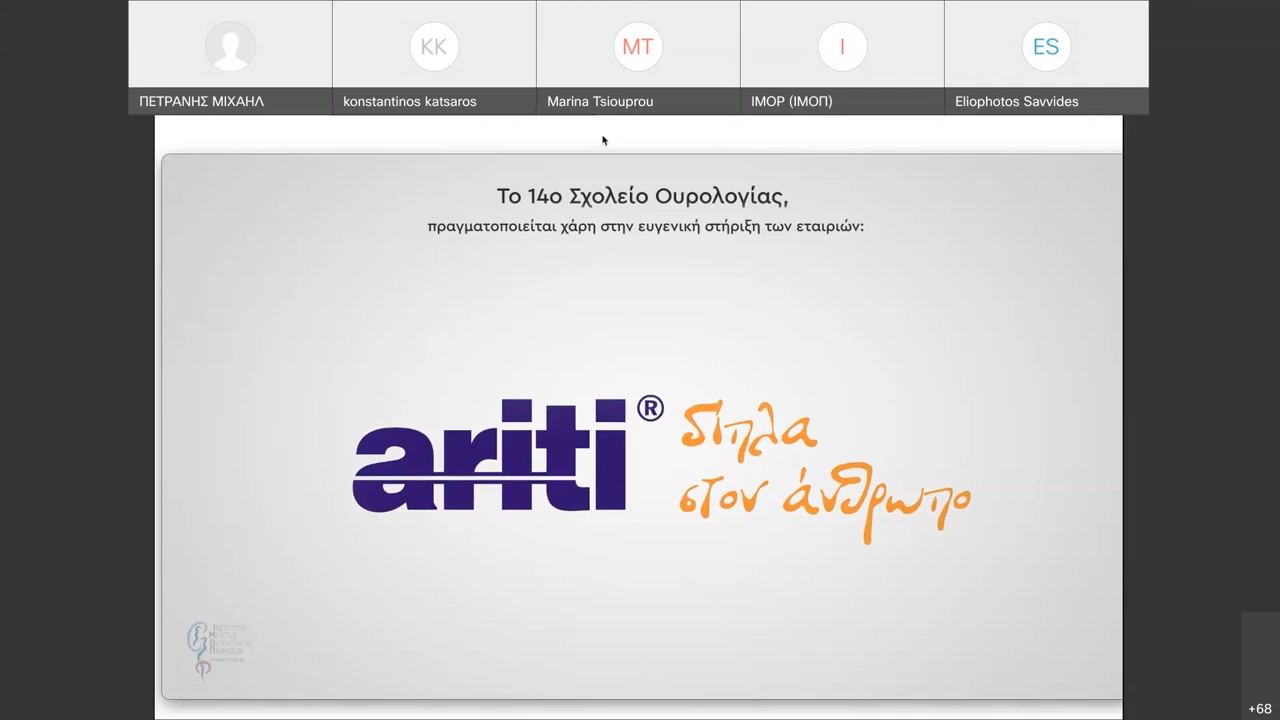 KK
MT
I
ES
ΠΕΤΡΑΝΗΣ ΜΙΧΑΗΛ
konstantinos katsaros
Marina Tsiouprou
IMOP (ΙΜΟΠ)
Eliophotos Savvides
Το 14ο Σχολείο Ουρολογίας,
πραγματοποιείται χάρη στην ευγενική στήριξη των εταιριών:
ariti®
δίπλα
στον άνθρωπο
+68